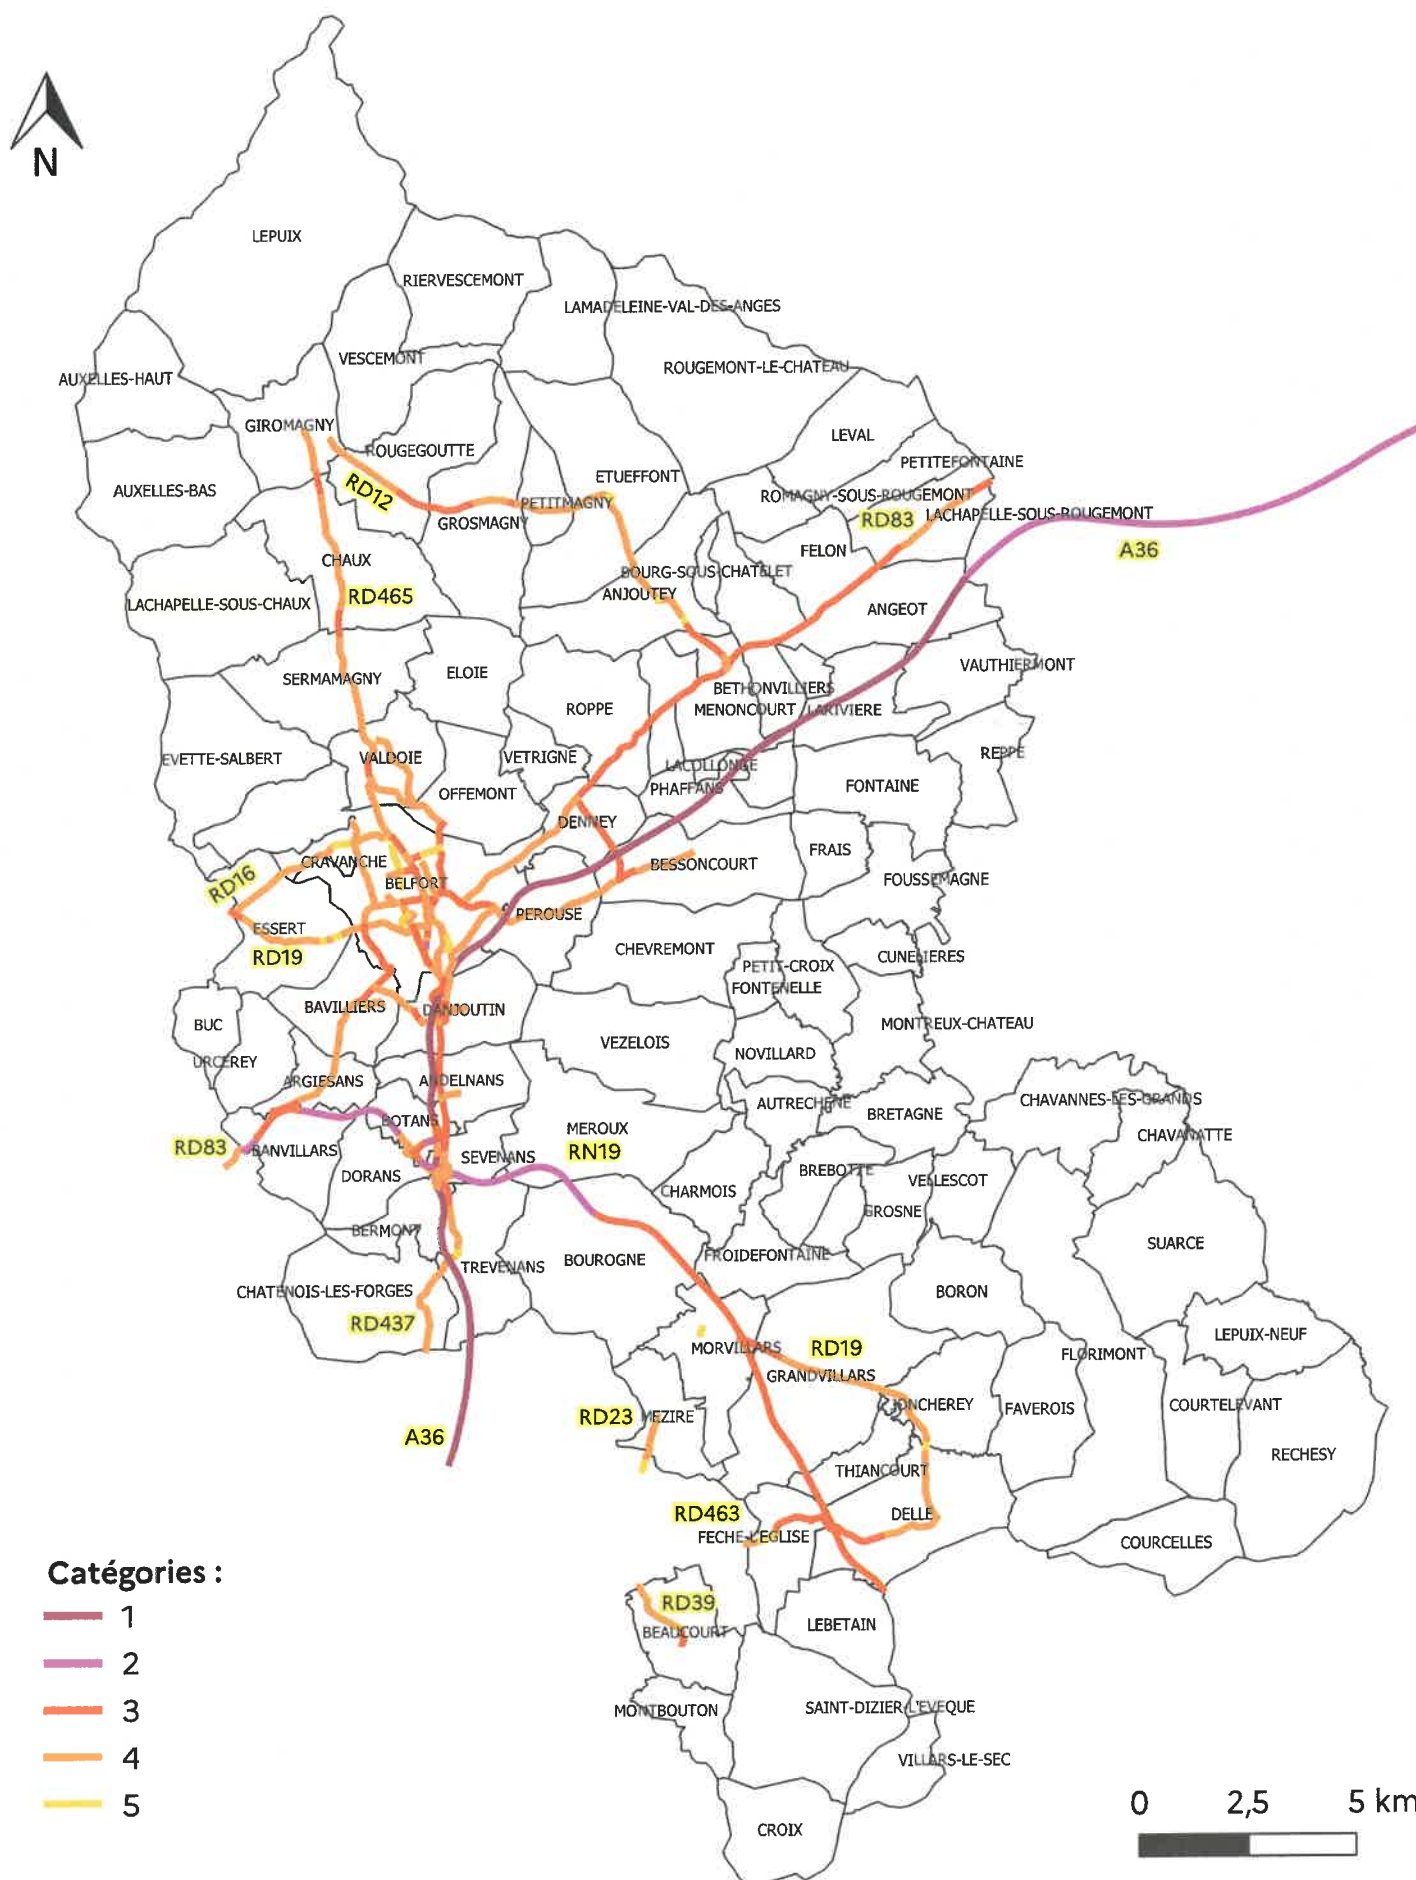 N
LEPUIX
RIERVESCEMONT
LAMADELEINE-VAL-DES-ANGES
VESCEMONT
ROUGEMONT-LE-CHATEAU
AUXELLES-HAUT
GIROMAGNY
LEVAL
ROUGEGOUTTE
PETITEFONTAINE
ETUEFFONT
AUXELLES-BAS
RD12
ROMAGNY-SOUS-ROUGEMONT
PETITMAGNY
LACHAPELLE-SOUS-ROUGEMONT
RD83
GROSMAGNY
A36
FELON
CHAUX
BOURG-SOUS-CHATELET
RD465
ANJOUTEY
LACHAPELLE-SOUS-CHAUX
ANGEOT
VAUTHIERMONT
ELOIE
SERMAMAGNY
BETHONVILLIERS
ROPPE
MENONCOURT
LARIVIERE
REPPE
EVETTE-SALBERT
VALDOIE
VETRIGNE
LACOLLONGE
PHAFFANS
FONTAINE
OFFEMONT
DENNEY
FRAIS
CRAVANCHE
BESSONCOURT
RD16
BELFORT
FOUSSEMAGNE
PEROUSE
ESSERT
CHEVREMONT
RD19
CUNELIERES
PETIT-CROIX
FONTENELLE
BAVILLIERS
DANJOUTIN
BUC
MONTREUX-CHATEAU
VEZELOIS
NOVILLARD
URCEREY
ARGIESANS
ANDELNANS
CHAVANNES-LES-GRANDS
AUTRECHENE
BRETAGNE
BOTANS
MEROUX
CHAVANATTE
RD83
BANVILLARS
RN19
SEVENANS
BREBOTTE
DORANS
VELLESCOT
CHARMOIS
GROSNE
BERMONT
SUARCE
FROIDEFONTAINE
BOUROGNE
TREVENANS
CHATENOIS-LES-FORGES
BORON
RD437
LEPUIX-NEUF
MORVILLARS
RD19
FLORIMONT
GRANDVILLARS
JONCHEREY
FAVEROIS
COURTELEVANT
RD23
MEZIRE
A36
RECHESY
THIANCOURT
RD463
DELLE
FECHE-L'EGLISE
COURCELLES
Catégories :
RD39
1
LEBETAIN
BEAUCOURT
2
SAINT-DIZIER-L'EVEQUE
3
MONTBOUTON
4
VILLARS-LE-SEC
5
0 2,5 5 km
CROIX